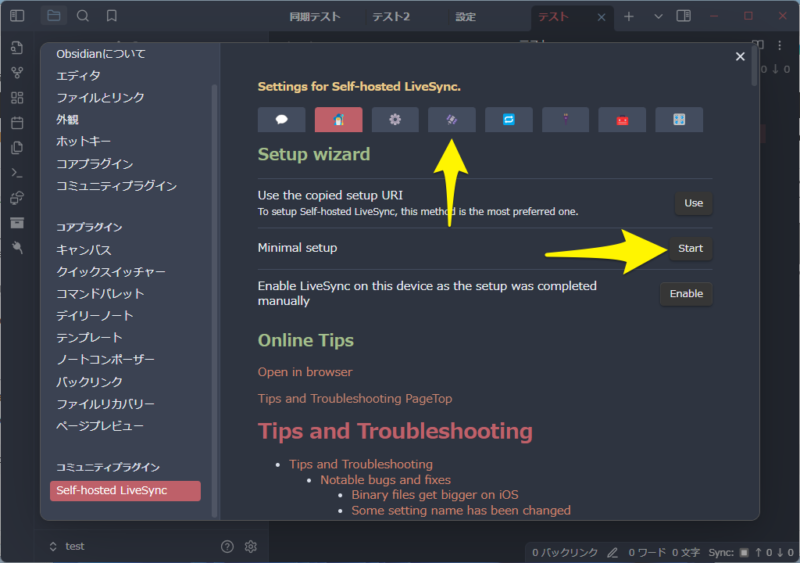 同期テスト テスト2 設定 テスト
Obsidianについて
エディタ
ファイルとリンク
外観
ホットキー
コアプラグイン
コミュニティプラグイン
コアプラグイン
キャンバス
クイックスイッチャー
コマンドパレット
デイリーノート
テンプレート
ノートコンポーザー
バックリンク
ファイルリカバリー
ページプレビュー
コミュニティプラグイン
Self-hosted LiveSync
Settings for Self-hosted LiveSync.
Setup wizard
Use the copied setup URI
To setup Self-hosted LiveSync, this method is the most preferred one.
Use
Minimal setup
Start
Enable LiveSync on this device as the setup was completed
manually
Enable
Online Tips
Open in browser
Tips and Troubleshooting PageTop
Tips and Troubleshooting
Tips and Troubleshooting
Notable bugs and fixes
Binary files get bigger on iOS
Some setting name has been changed
test
0 バックリンク 0 ワード 0 文字 Sync: ↑ 0 ↓ 0